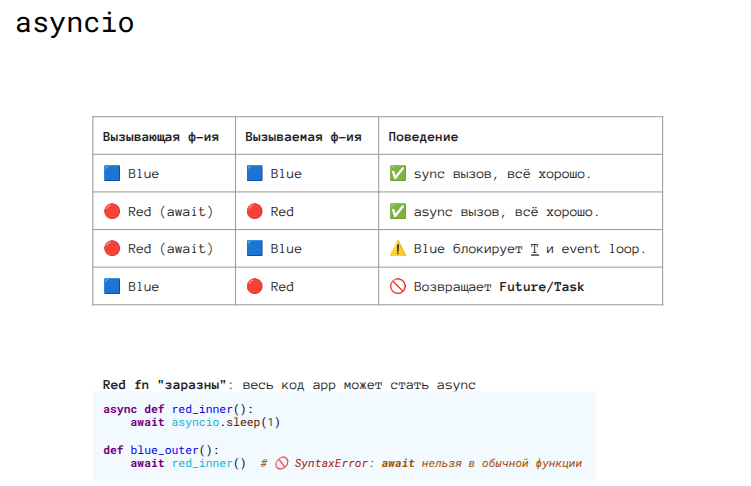 asyncio
Вызывающая ф-ия Вызываемая ф-ия Поведение
🟦 Blue 🟦 Blue ✅ sync вызов, всё хорошо.
🔴 Red (await) 🔴 Red ✅ async вызов, всё хорошо.
🔴 Red (await) 🟦 Blue ⚠️ Blue блокирует T и event loop.
🟦 Blue 🔴 Red 🚫 Возвращает Future/Task
Red fn "заразны": весь код app может стать async
async def red_inner():
    await asyncio.sleep(1)
def blue_outer():
    await red_inner()  # 🚫 SyntaxError: await нельзя в обычной функции